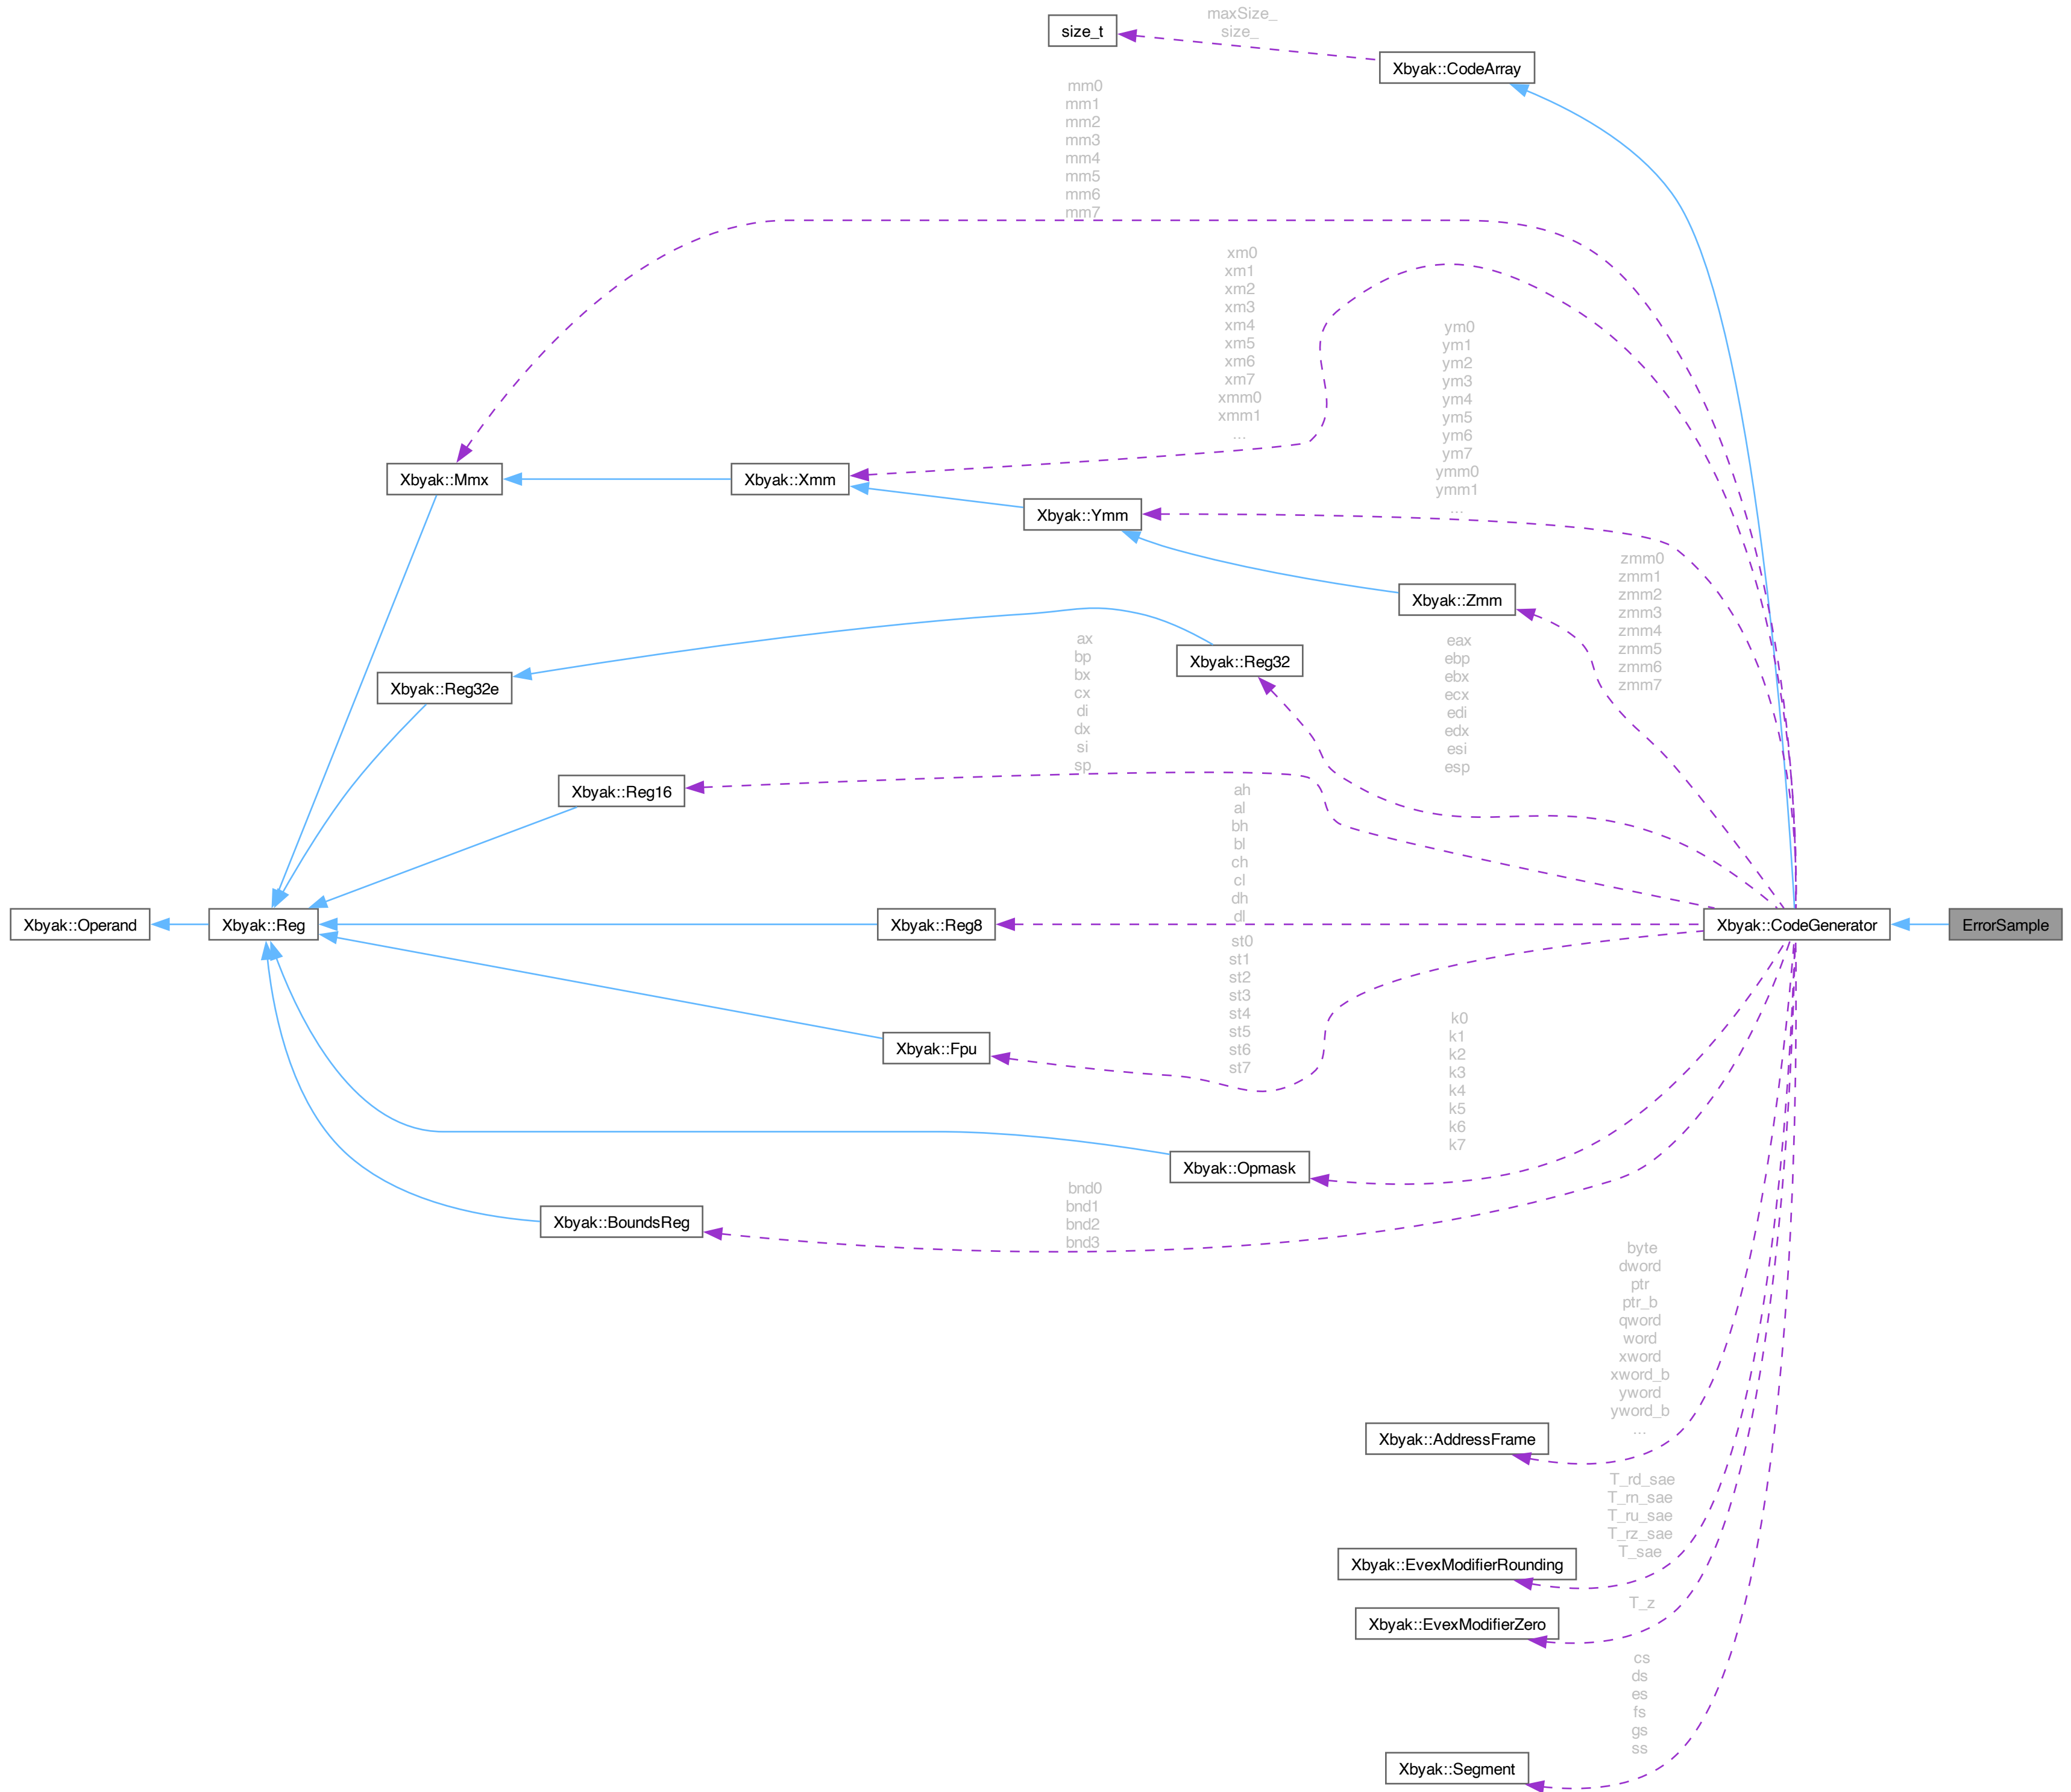 maxSize_
size_
size_t
Xbyak::CodeArray
mm0
mm1
mm2
mm3
mm4
mm5
mm6
mm7
xm0
xm1
xm2
xm3
xm4
xm5
xm6
xm7
xmm0
xmm1
...
ym0
ym1
ym2
ym3
ym4
ym5
ym6
ym7
ymm0
ymm1
...
Xbyak::Mmx
Xbyak::Xmm
Xbyak::Ymm
zmm0
zmm1
zmm2
zmm3
zmm4
zmm5
zmm6
zmm7
Xbyak::Zmm
ax
bp
bx
cx
di
dx
si
sp
Xbyak::Reg32
eax
ebp
ebx
ecx
edi
edx
esi
esp
Xbyak::Reg32e
Xbyak::Reg16
ah
al
bh
bl
ch
cl
dh
dl
Xbyak::Operand
Xbyak::Reg
Xbyak::Reg8
Xbyak::CodeGenerator
ErrorSample
st0
st1
st2
st3
st4
st5
st6
st7
Xbyak::Fpu
k0
k1
k2
k3
k4
k5
k6
k7
Xbyak::Opmask
bnd0
bnd1
bnd2
bnd3
Xbyak::BoundsReg
byte
dword
ptr
ptr_b
qword
word
xword
xword_b
yword
yword_b
...
Xbyak::AddressFrame
T_rd_sae
T_rn_sae
T_ru_sae
T_rz_sae
T_sae
Xbyak::EvexModifierRounding
T_z
Xbyak::EvexModifierZero
cs
ds
es
fs
gs
ss
Xbyak::Segment